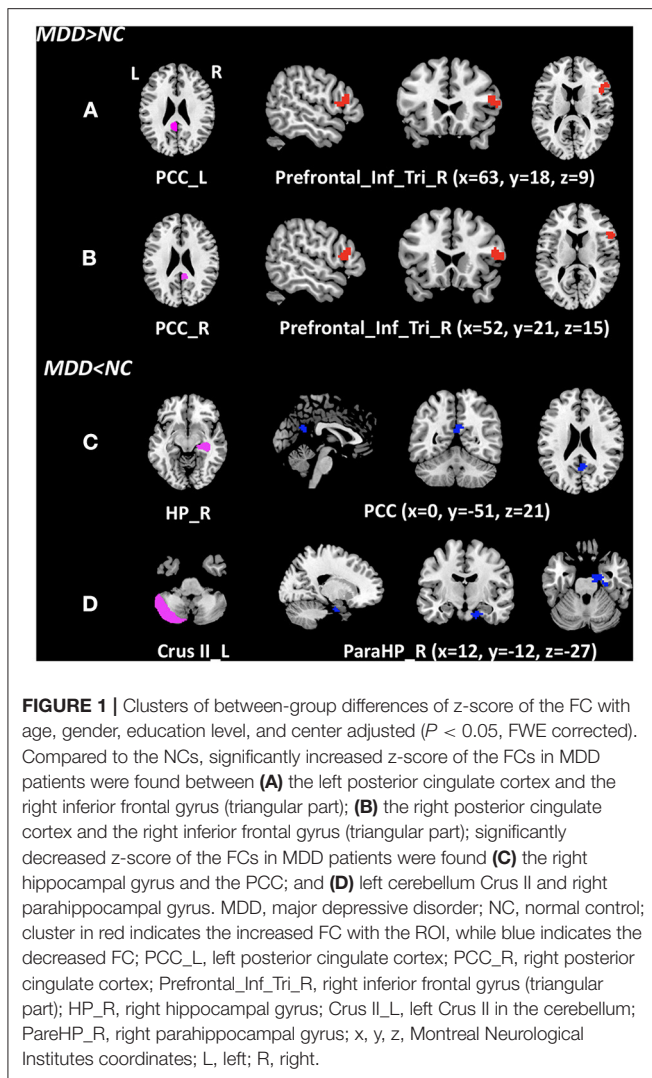 MDD>NC
L R
A
PCC_L Prefrontal_Inf_Tri_R (x=63, y=18, z=9)
B
PCC_R Prefrontal_Inf_Tri_R (x=52, y=21, z=15)
MDD<NC
C
HP_R PCC (x=0, y=-51, z=21)
D
Crus II_L ParaHP_R (x=12, y=-12, z=-27)
FIGURE 1 | Clusters of between-group differences of z-score of the FC with
age, gender, education level, and center adjusted (P < 0.05, FWE corrected).
Compared to the NCs, significantly increased z-score of the FCs in MDD
patients were found between (A) the left posterior cingulate cortex and the
right inferior frontal gyrus (triangular part); (B) the right posterior cingulate
cortex and the right inferior frontal gyrus (triangular part); significantly
decreased z-score of the FCs in MDD patients were found (C) the right
hippocampal gyrus and the PCC; and (D) left cerebellum Crus II and right
parahippocampal gyrus. MDD, major depressive disorder; NC, normal control;
cluster in red indicates the increased FC with the ROI, while blue indicates the
decreased FC; PCC_L, left posterior cingulate cortex; PCC_R, right posterior
cingulate cortex; Prefrontal_Inf_Tri_R, right inferior frontal gyrus (triangular
part); HP_R, right hippocampal gyrus; Crus II_L, left Crus II in the cerebellum;
PareHP_R, right parahippocampal gyrus; x, y, z, Montreal Neurological
Institutes coordinates; L, left; R, right.